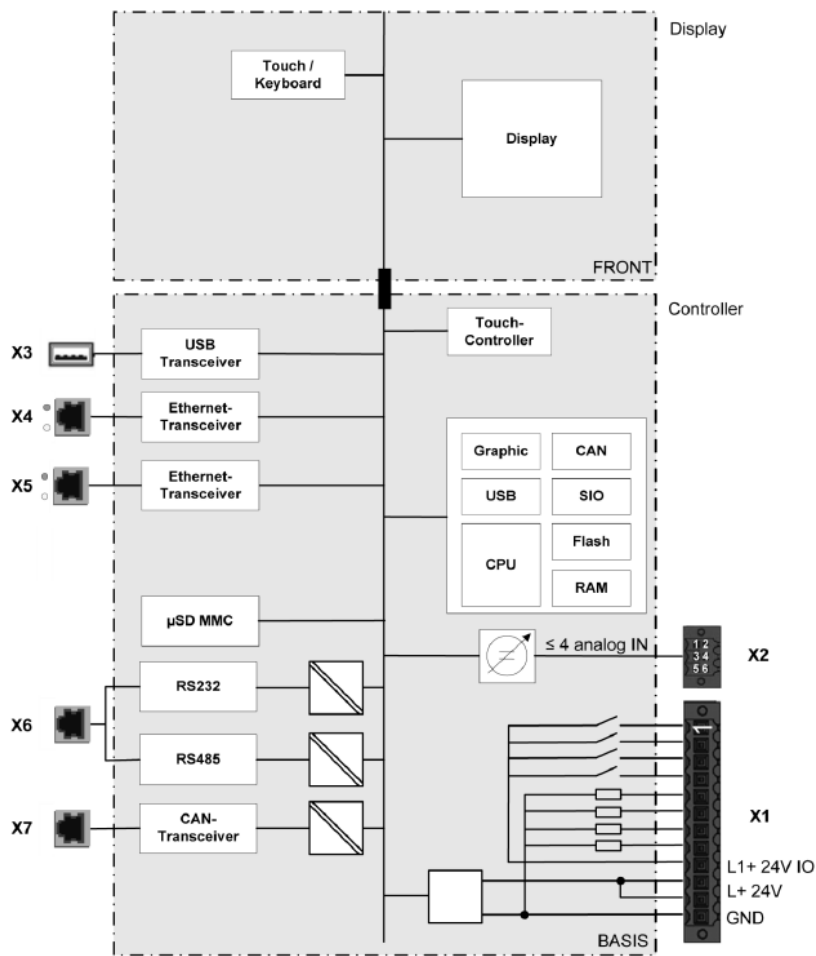 Display
Touch /
Keyboard
Display
FRONT
Controller
Touch-
Controller
X3
USB
Transceiver
X4
Ethernet-
Transceiver
X5
Ethernet-
Transceiver
Graphic
CAN
USB
SIO
CPU
Flash
RAM
µSD MMC
≤ 4 analog IN
1 2
3 4
5 6
X2
X6
RS232
RS485
X7
CAN-
Transceiver
1
X1
L1+ 24V IO
L+ 24V
GND
BASIS